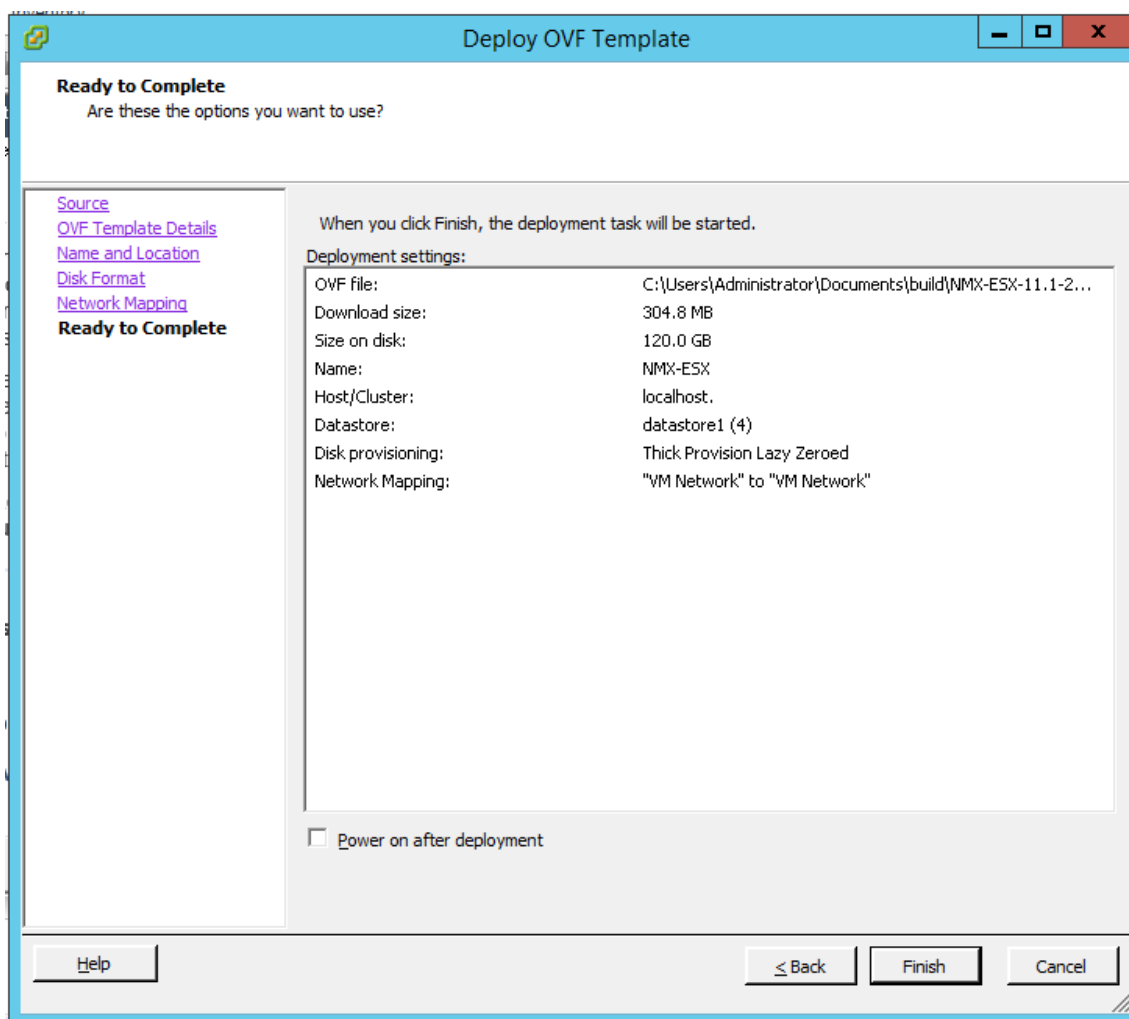 Deploy OVF Template
Ready to Complete
Are these the options you want to use?
Source
OVF Template Details
Name and Location
Disk Format
Network Mapping
Ready to Complete
When you click Finish, the deployment task will be started.
Deployment settings:
OVF file: C:\Users\Administrator\Documents\build\NMX-ESX-11.1-2...
Download size: 304.8 MB
Size on disk: 120.0 GB
Name: NMX-ESX
Host/Cluster: localhost.
Datastore: datastore1 (4)
Disk provisioning: Thick Provision Lazy Zeroed
Network Mapping: "VM Network" to "VM Network"
Power on after deployment
Help
< Back
Finish
Cancel